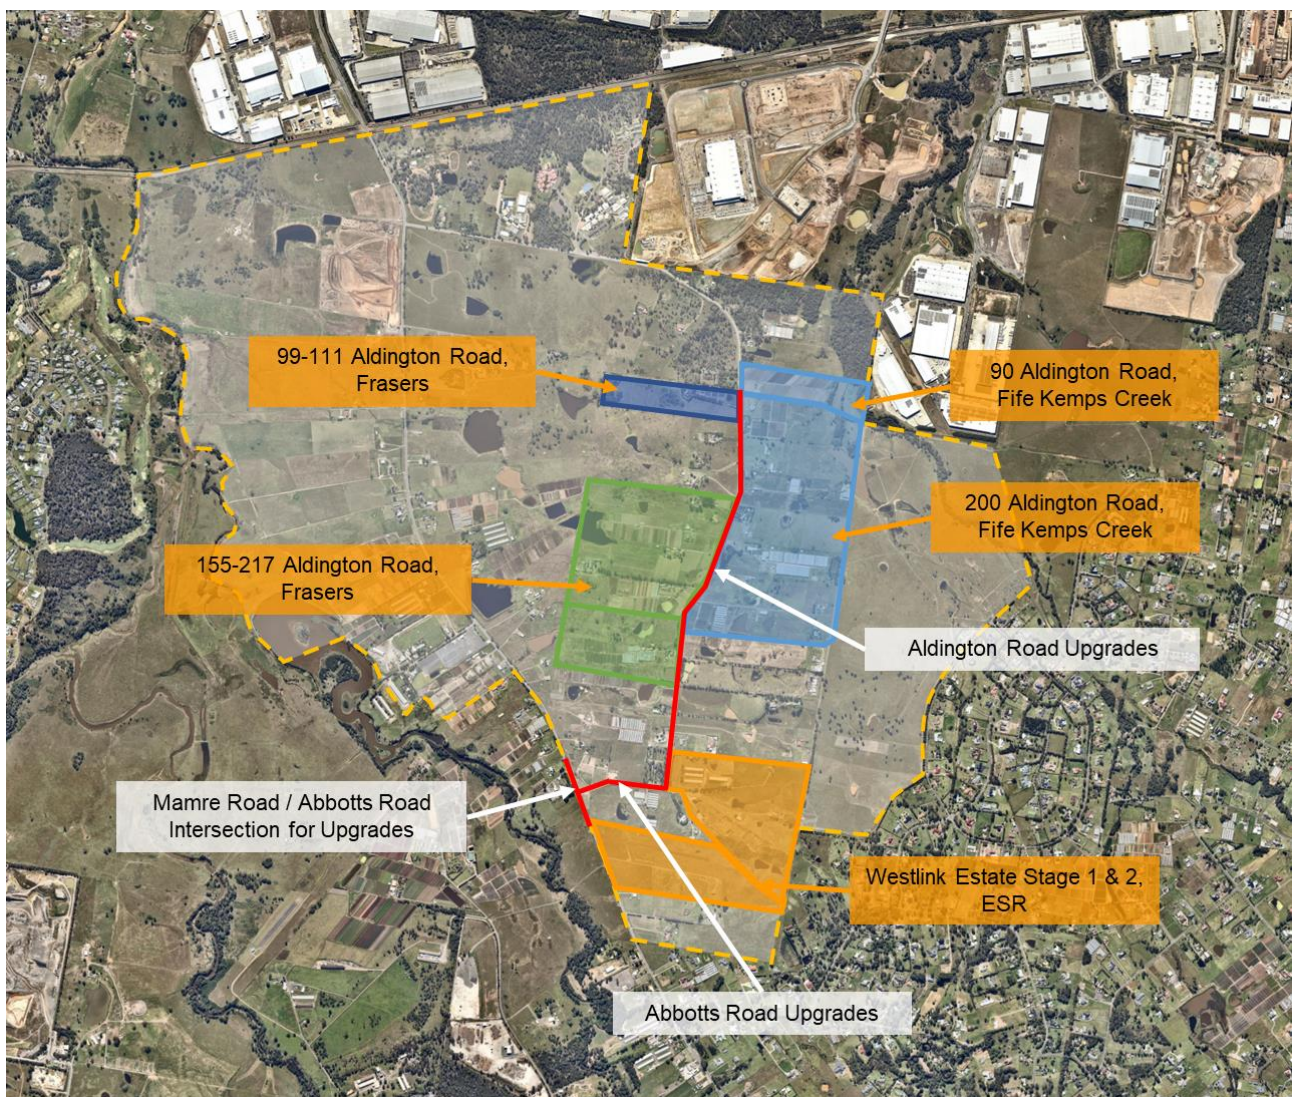 99-111 Aldington Road,
Frasers
90 Aldington Road,
Fife Kemps Creek
200 Aldington Road,
Fife Kemps Creek
155-217 Aldington Road,
Frasers
Aldington Road Upgrades
Mamre Road / Abbotts Road
Intersection for Upgrades
Westlink Estate Stage 1 & 2,
ESR
Abbotts Road Upgrades